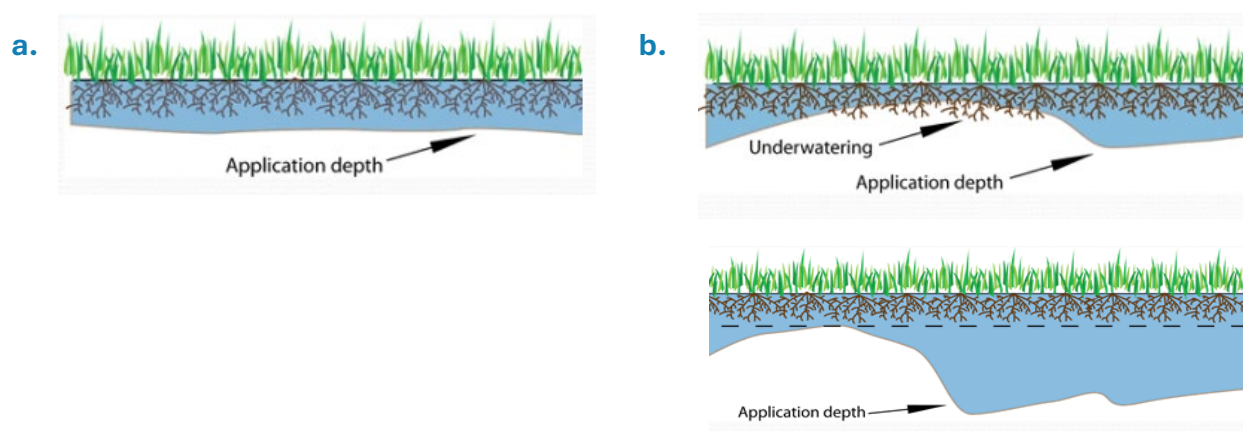 a.
Application depth
b.
Underwatering
Application depth
Application depth